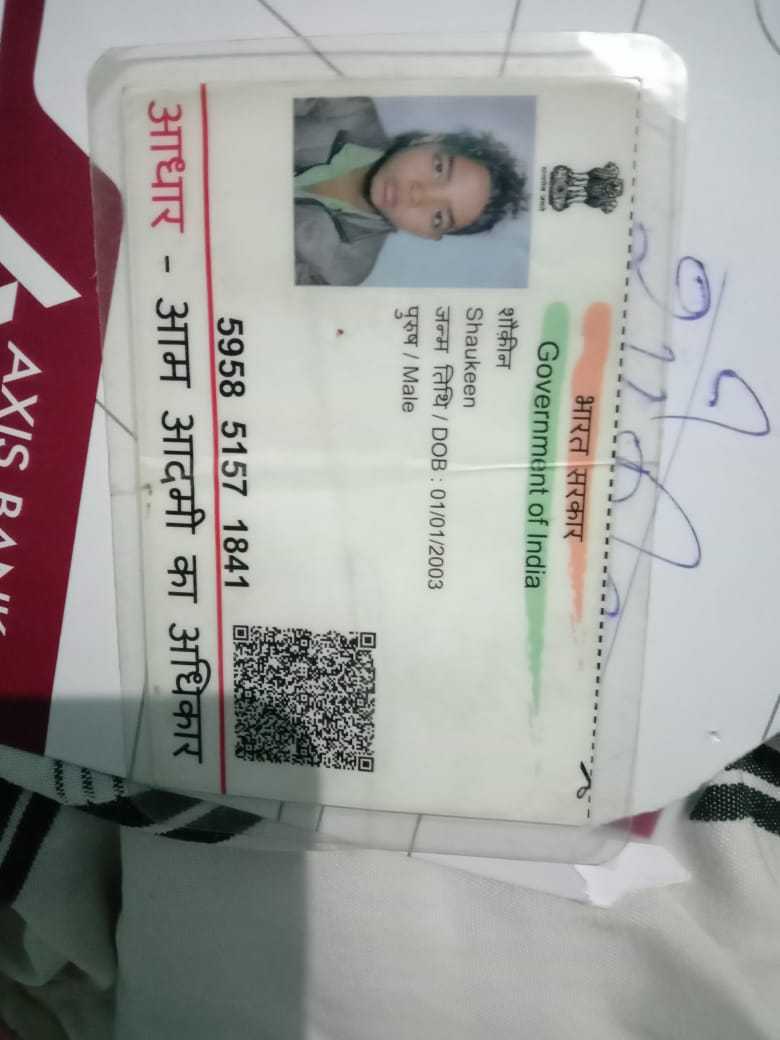 भारत सरकार
Government of India
शौकीन
Shaukeen
जन्म तिथि / DOB : 01/01/2003
पुरुष / Male
5958 5157 1841
आधार - आम आदमी का अधिकार
AXIS BANK